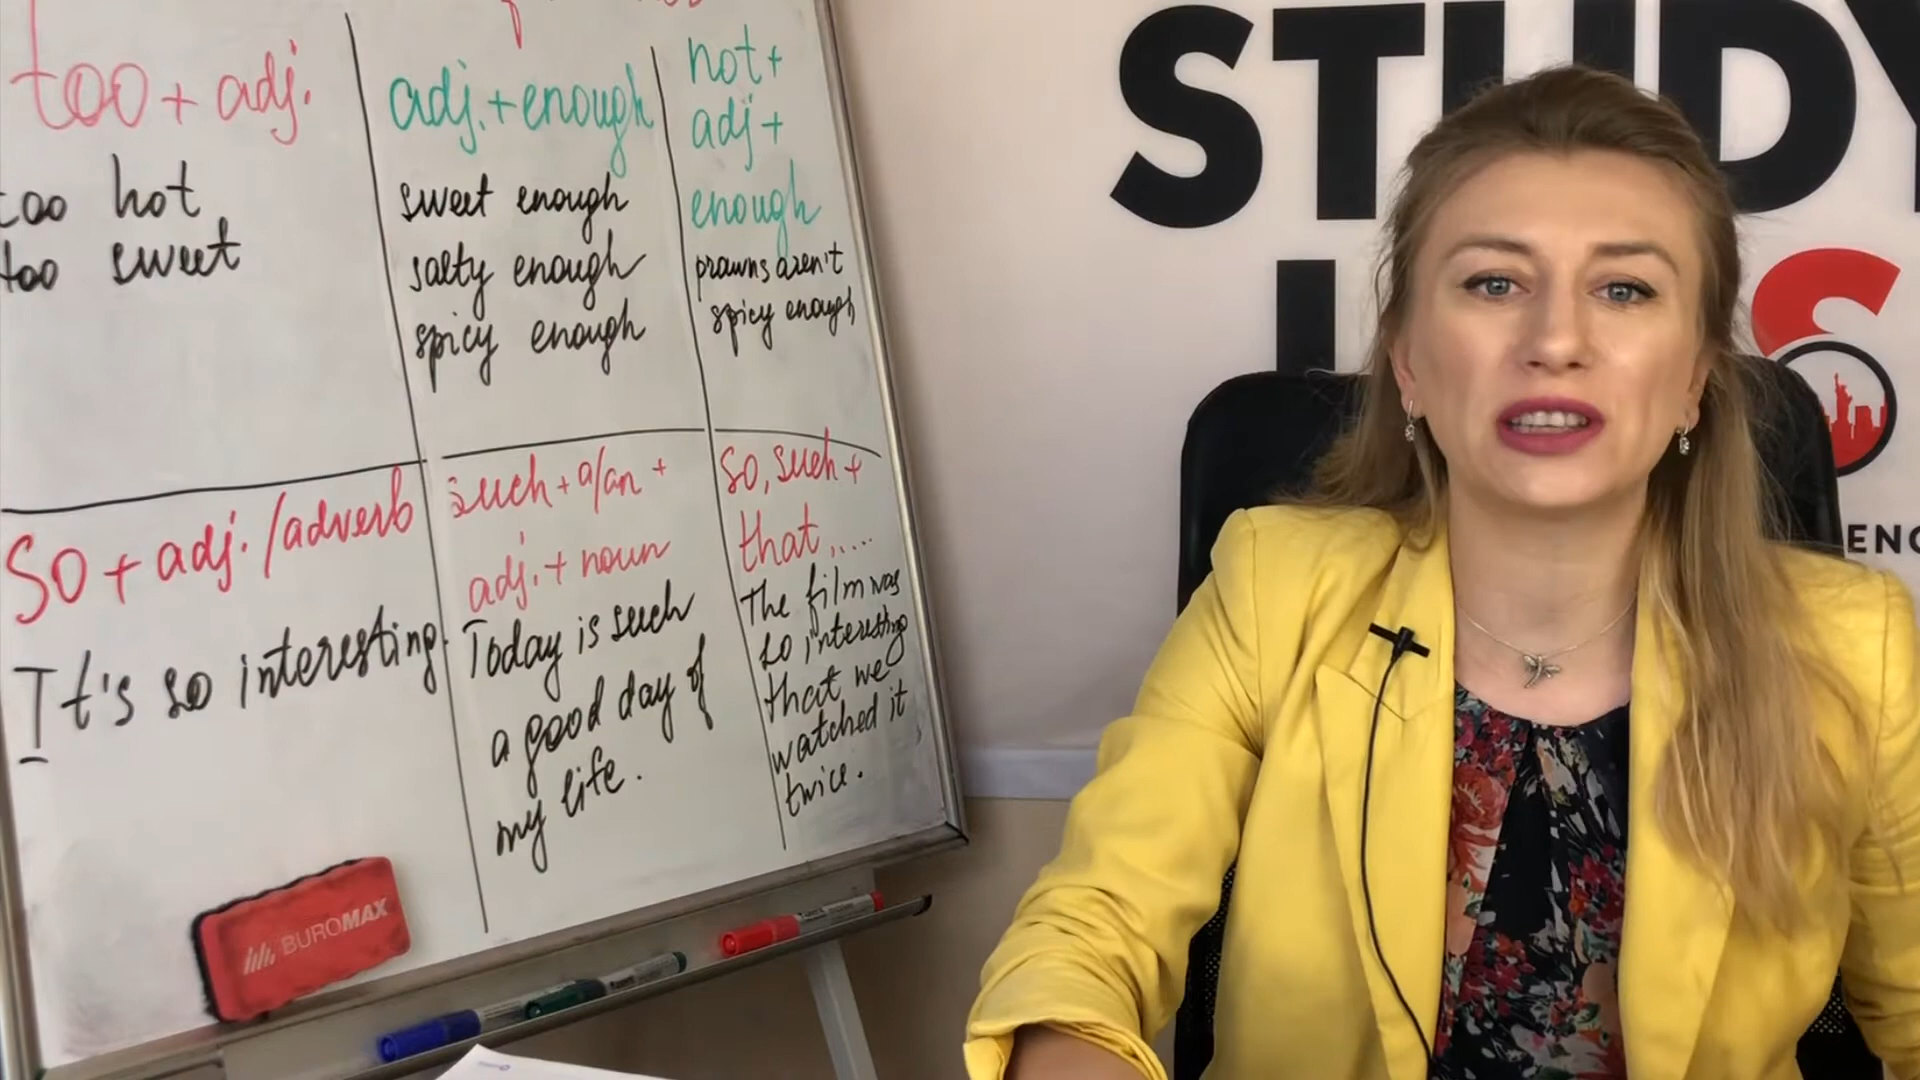 too + adj.
too hot
too sweet
adj. + enough
sweet enough
salty enough
spicy enough
not +
adj +
enough
prawns aren't
spicy enough
So + adj. / adverb
It's so interesting.
such + a/an +
adj. + noun
Today is such
a good day of
my life.
so, such +
that .....
The film was
so interesting
that we
watched it
twice.
BUROMAX
STUDY
ENG